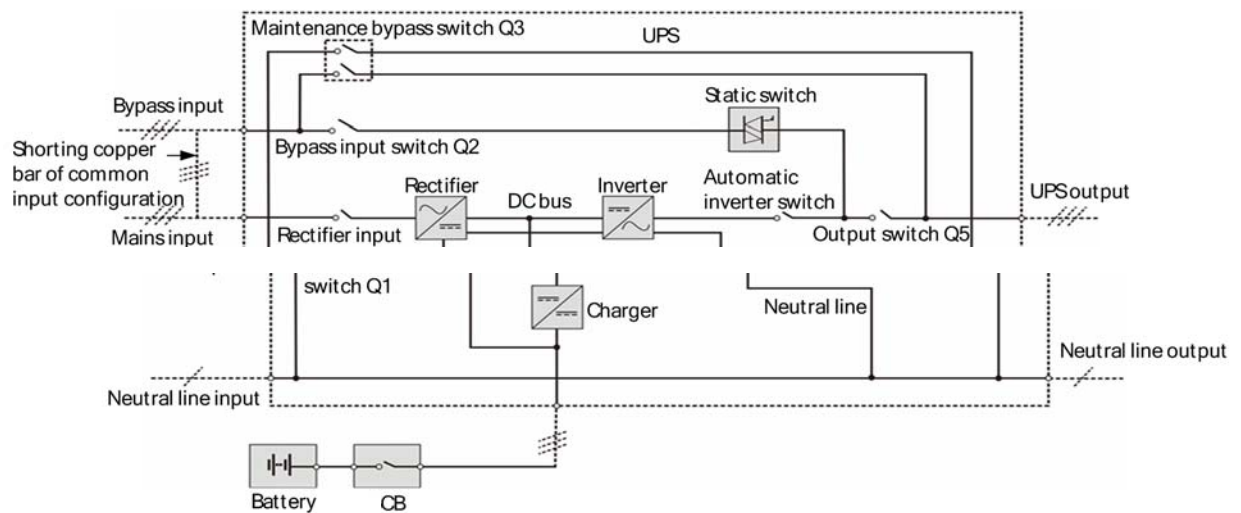 Maintenance bypass switch Q3
UPS
Static switch
Bypass input
Bypass input switch Q2
Shorting copper
bar of common
input configuration
Rectifier
DC bus
Inverter
Automatic
inverter switch
UPS output
Mains input
Rectifier input
Output switch Q5
switch Q1
Charger
Neutral line
Neutral line output
Neutral line input
Battery
CB